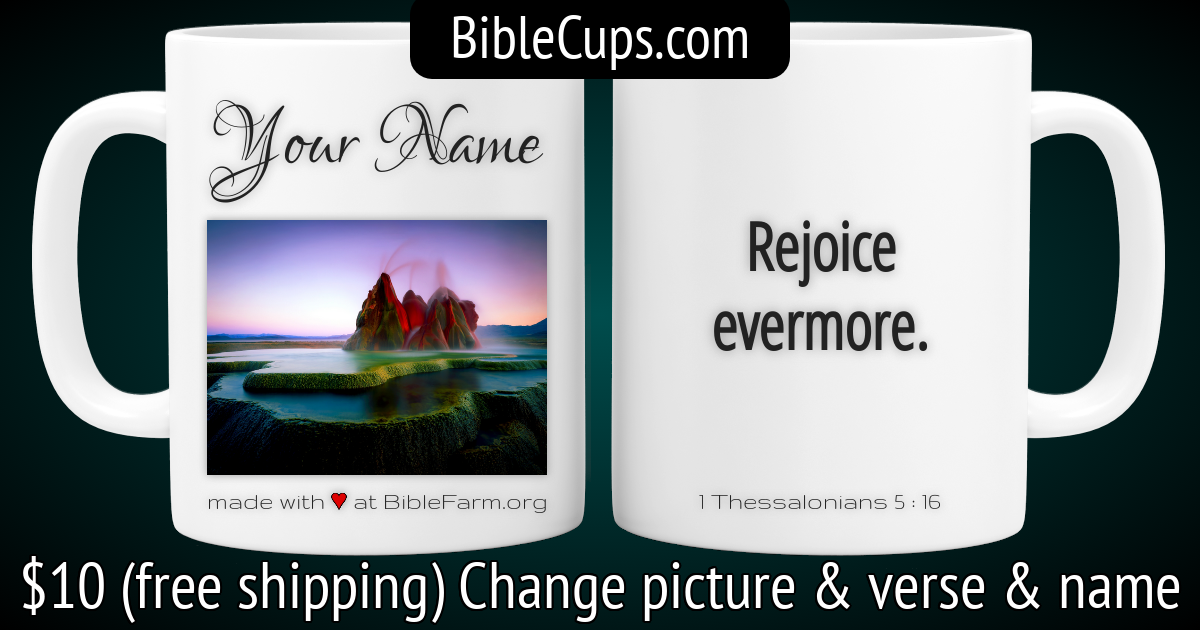 BibleCups.com
Your Name
made with ♥ at BibleFarm.org
Rejoice
evermore.
1 Thessalonians 5 : 16
$10 (free shipping) Change picture & verse & name